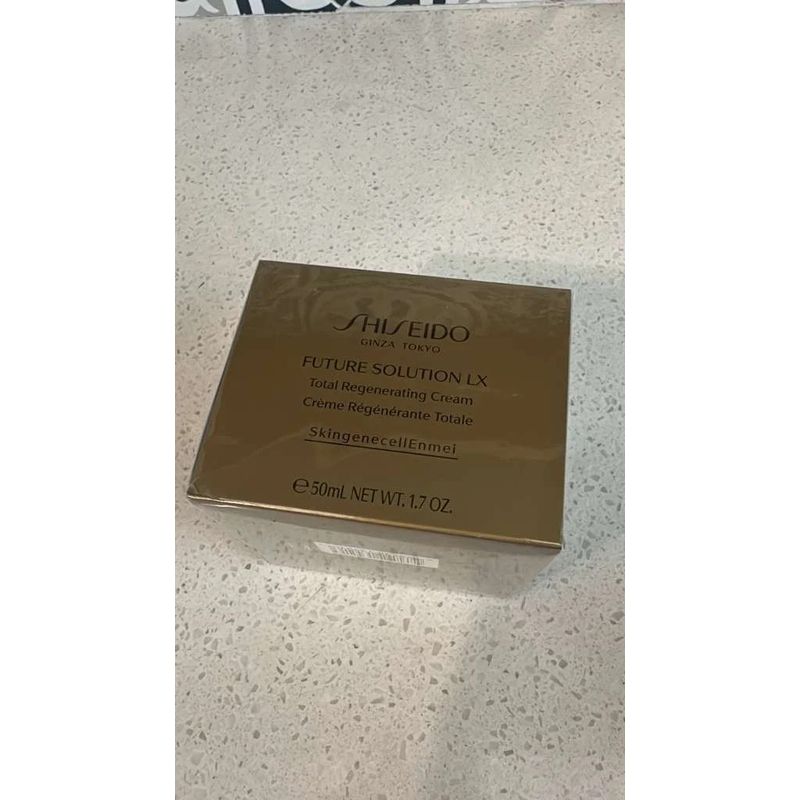 SHISEIDO
GINZA TOKYO
FUTURE SOLUTION LX
Total Regenerating Cream
Crème Régénérante Totale
SkingenecellEnmei
℮50mL NET WT. 1.7 OZ.